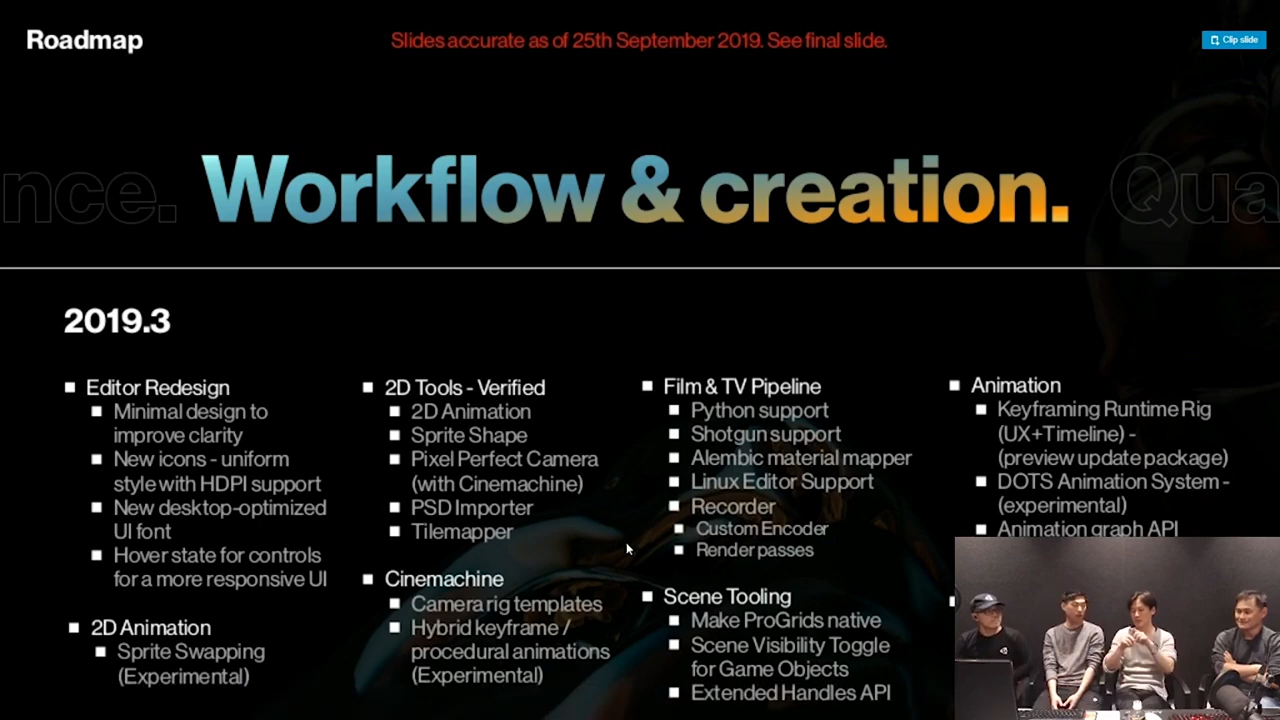 Roadmap
Slides accurate as of 25th September 2019. See final slide.
Clip slide
nce. Workflow & creation. Qua
2019.3
Editor Redesign
Minimal design to
improve clarity
New icons - uniform
style with HDPI support
New desktop-optimized
UI font
Hover state for controls
for a more responsive UI
2D Animation
Sprite Swapping
(Experimental)
2D Tools - Verified
2D Animation
Sprite Shape
Pixel Perfect Camera
(with Cinemachine)
PSD Importer
Tilemapper
Cinemachine
Camera rig templates
Hybrid keyframe /
procedural animations
(Experimental)
Film & TV Pipeline
Python support
Shotgun support
Alembic material mapper
Linux Editor Support
Recorder
Custom Encoder
Render passes
Scene Tooling
Make ProGrids native
Scene Visibility Toggle
for Game Objects
Extended Handles API
Animation
Keyframing Runtime Rig
(UX+Timeline) -
(preview update package)
DOTS Animation System -
(experimental)
Animation graph API